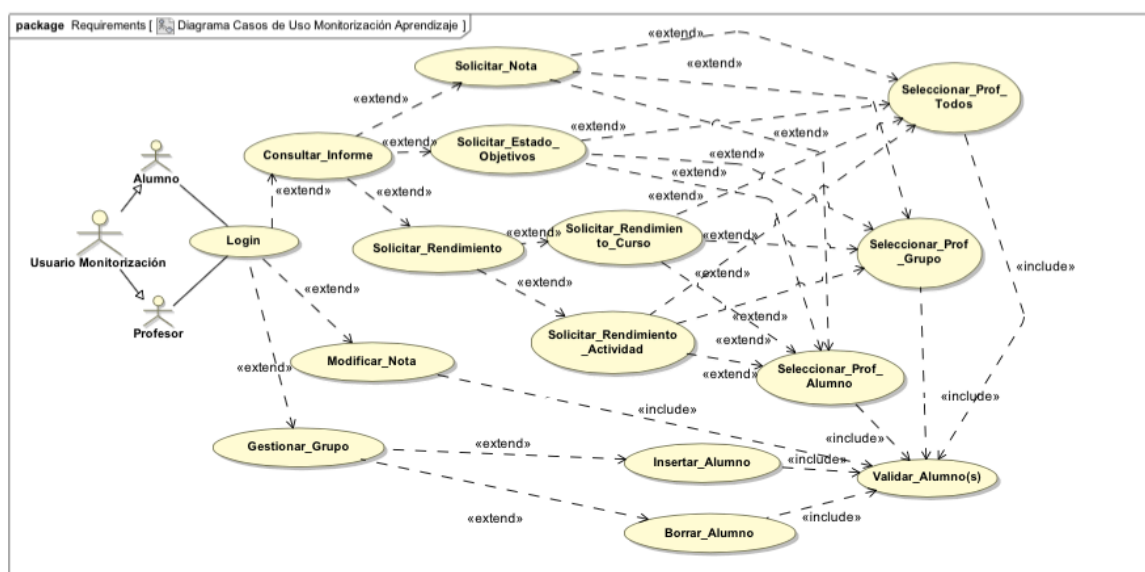 package Requirements [ Diagrama Casos de Uso Monitorización Aprendizaje ]
«extend»
Solicitar_Nota
«extend»
Seleccionar_Prof_
Todos
«extend»
«extend»
«extend»
Alumno
Consultar_Informe
«extend»
Solicitar_Estado_
Objetivos
«extend»
«extend»
«extend»
«extend»
«extend»
Usuario Monitorización
Login
Solicitar_Rendimiento
«extend»
Solicitar_Rendimien
to_Curso
«extend»
Seleccionar_Prof
_Grupo
«extend»
«include»
«extend»
«extend»
Profesor
Solicitar_Rendimiento
_Actividad
«extend»
«extend»
Modificar_Nota
«extend»
Seleccionar_Prof_
Alumno
«include»
«include»
«include»
Gestionar_Grupo
«extend»
Insertar_Alumno
«include»
Validar_Alumno(s)
«extend»
«include»
Borrar_Alumno